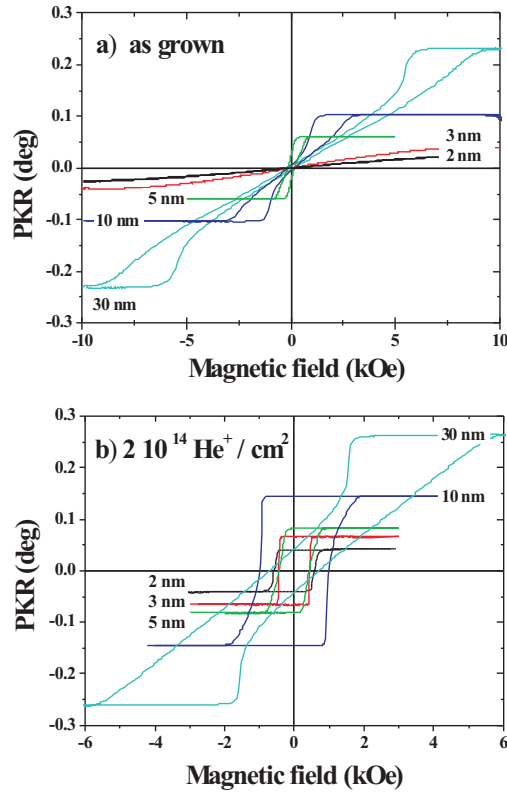 0.3
a) as grown
0.2
0.1
3 nm
0.0
2 nm
5 nm
-0.1
10 nm
-0.2
30 nm
-0.3
-10 -5 0 5 10
PKR (deg)
Magnetic field (kOe)
0.3
b) 2 10¹⁴ He⁺ / cm²
30 nm
0.2
10 nm
0.1
0.0
2 nm
3 nm
5 nm
-0.1
-0.2
-0.3
-6 -4 -2 0 2 4 6
PKR (deg)
Magnetic field (kOe)